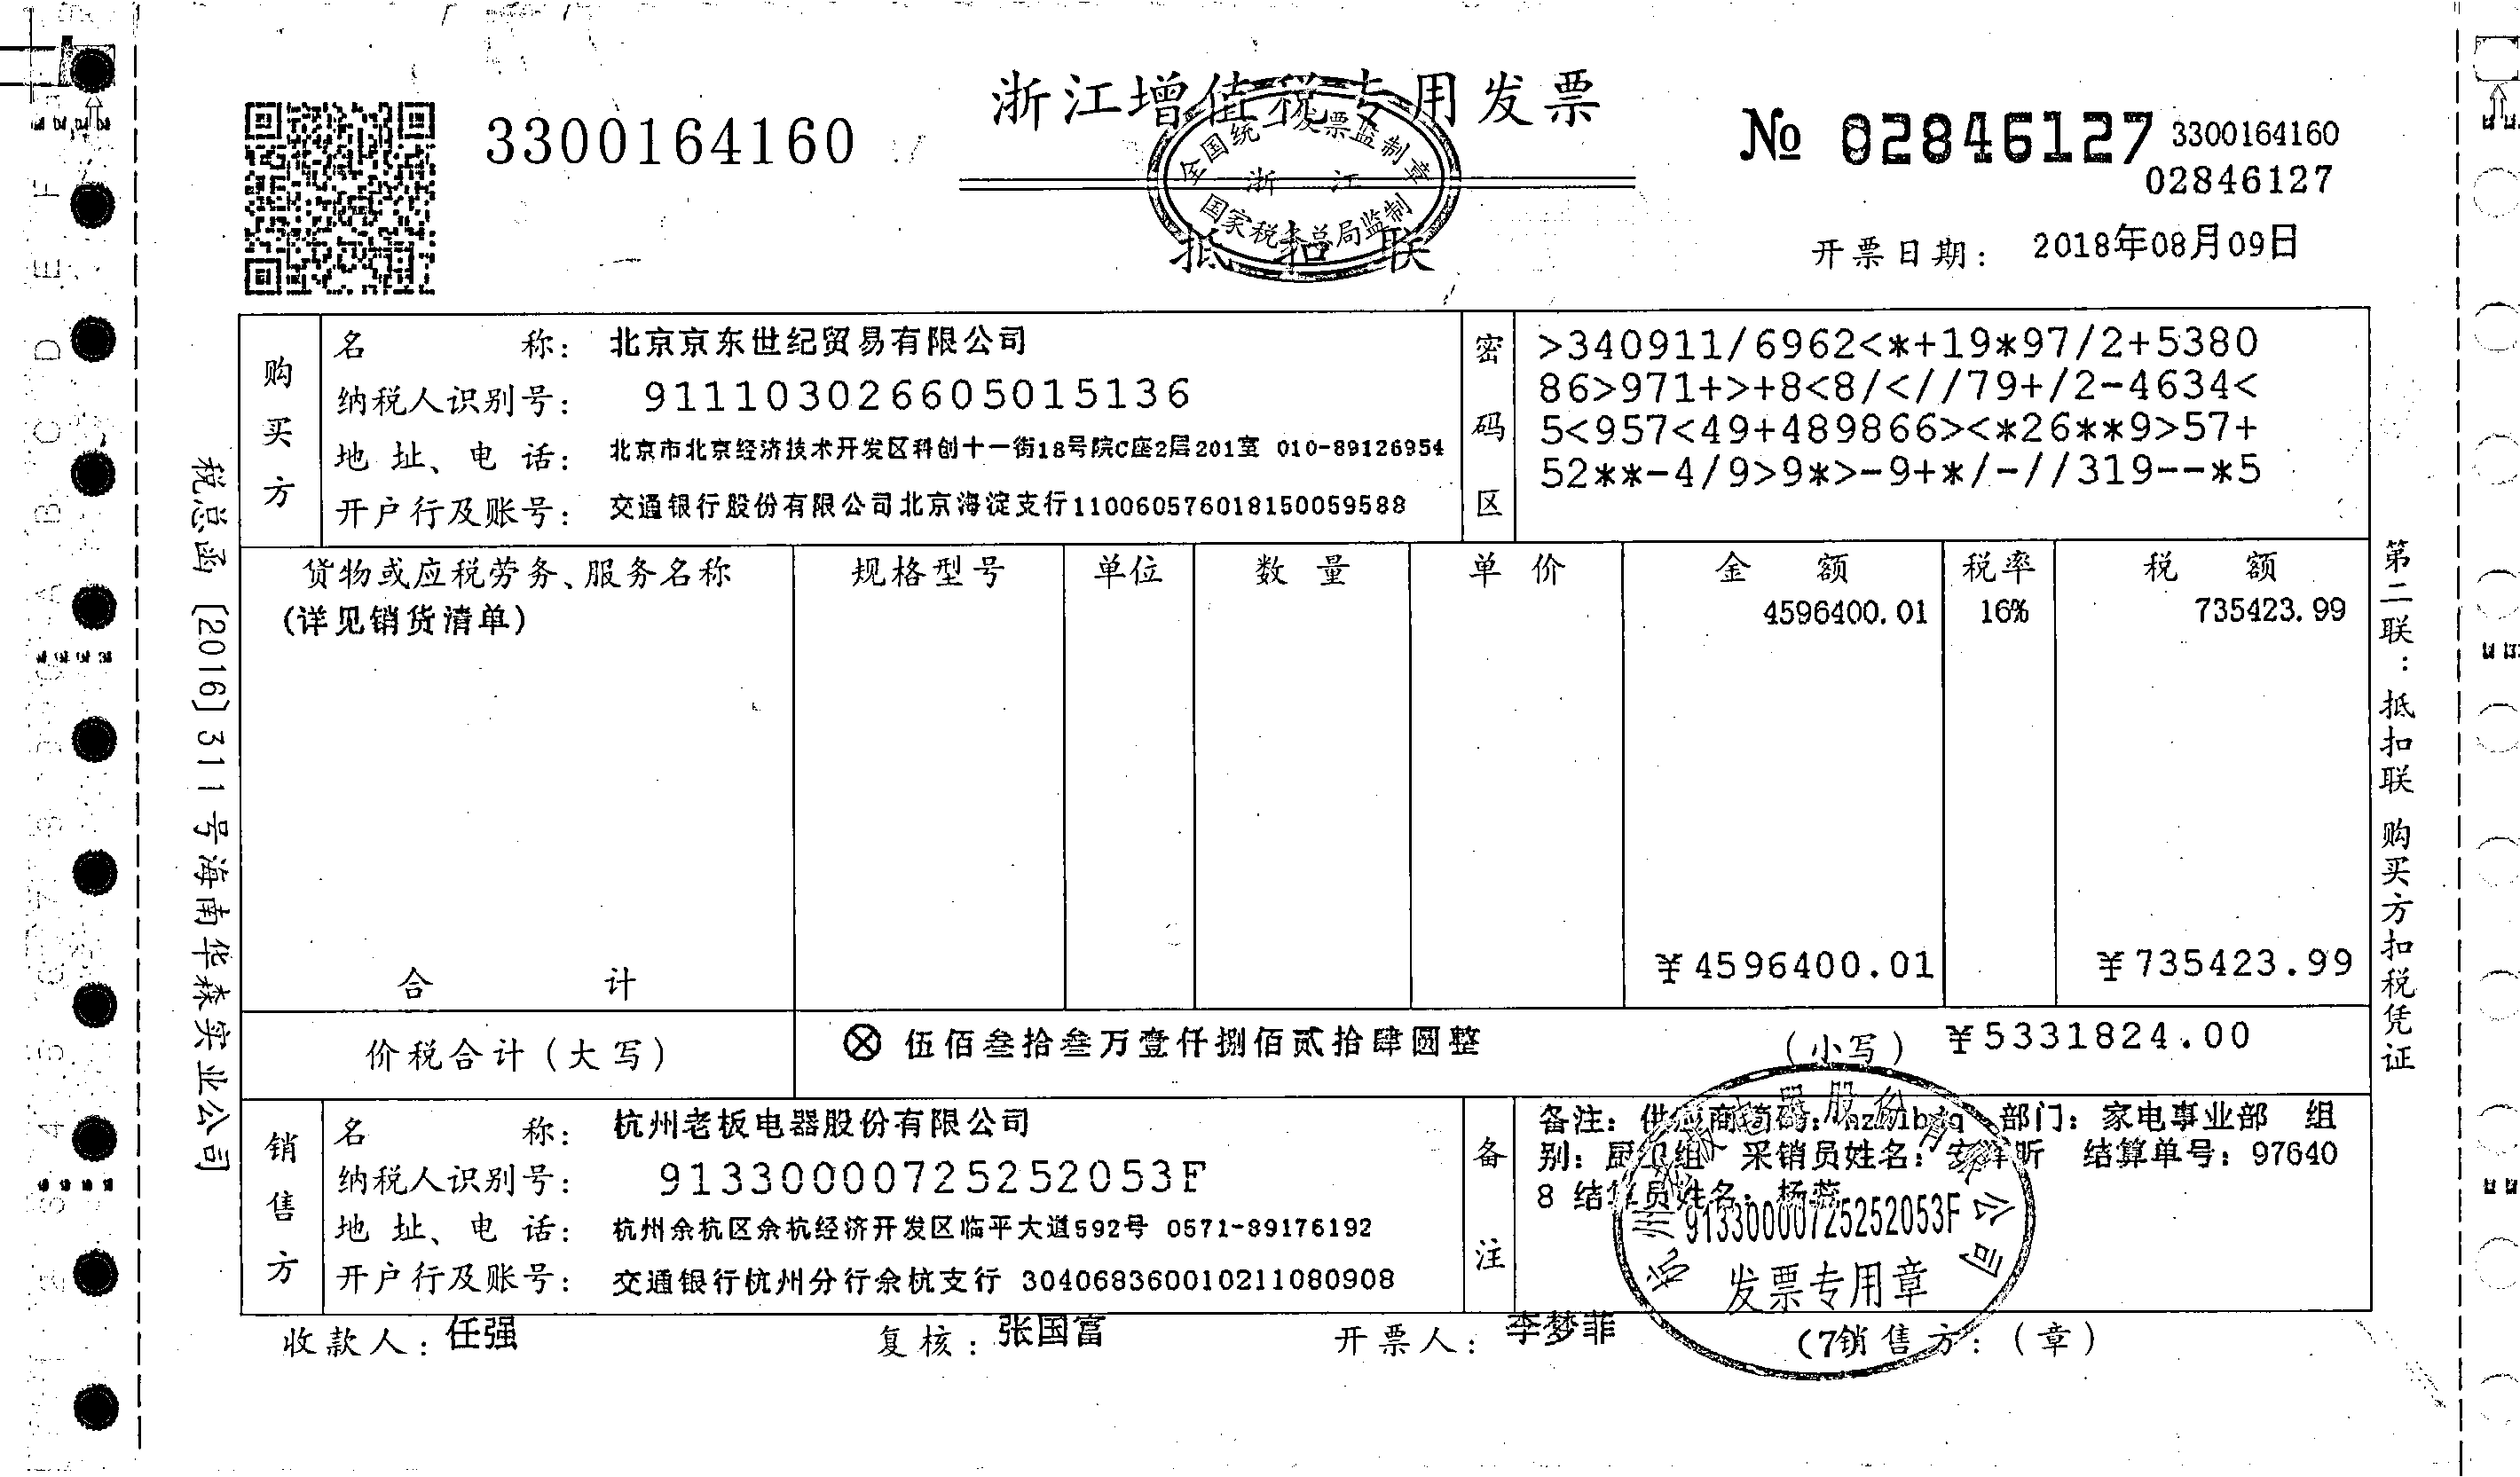 浙江增值税专用发票
3300164160
№ 02846127
3300164160
02846127
全国统一发票监制章
浙 江
国家税务总局监制
抵扣联
开票日期： 2018年08月09日
购买方
名 称： 北京京东世纪贸易有限公司
纳税人识别号： 911103026605015136
地 址、电 话： 北京市北京经济技术开发区科创十一街18号院C座2层201室 010-89126954
开户行及账号： 交通银行股份有限公司北京海淀支行110060576018150059588
密码区
>340911/6962<*+19*97/2+5380
86>971+>+8<8/<//79+/2-4634<
5<957<49+489866><*26**9>57+
52**-4/9>9*>-9+*/-//319--*5
货物或应税劳务、服务名称 规格型号 单位 数 量 单 价 金 额 税率 税 额
(详见销货清单) 4596400.01 16% 735423.99
合 计 ¥4596400.01 ¥735423.99
价税合计（大写） ⊗ 伍佰叁拾叁万壹仟捌佰贰拾肆圆整 （小写） ¥5331824.00
销售方
名 称： 杭州老板电器股份有限公司
纳税人识别号： 91330000725252053F
地 址、电 话： 杭州余杭区余杭经济开发区临平大道592号 0571-89176192
开户行及账号： 交通银行杭州分行余杭支行 304068360010211080908
备注
备注：供应商简码： 部门：家电事业部 组
别：厨卫组 采销员姓名： 结算单号：97640
8 结算员姓名：杨燕
杭州老板电器股份有限公司
91330000725252053F
发票专用章
收款人：任强 复核：张国富 开票人：李梦菲 (7 销售方：（章）
税总函〔2016〕311号海南华森实业公司
第二联：抵扣联 购买方扣税凭证